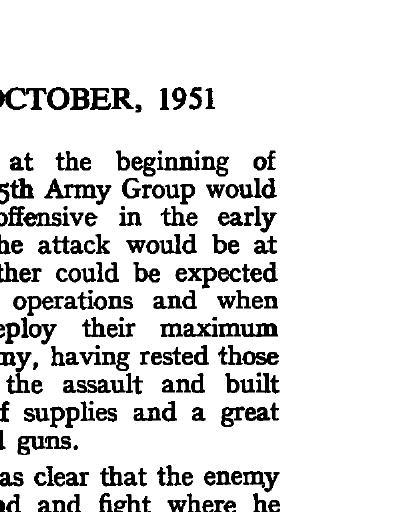 OCTOBER, 1951
at the beginning of
5th Army Group would
offensive in the early
he attack would be at
ther could be expected
operations and when
eploy their maximum
my, having rested those
the assault and built
f supplies and a great
guns.
as clear that the enemy
nd and fight where he